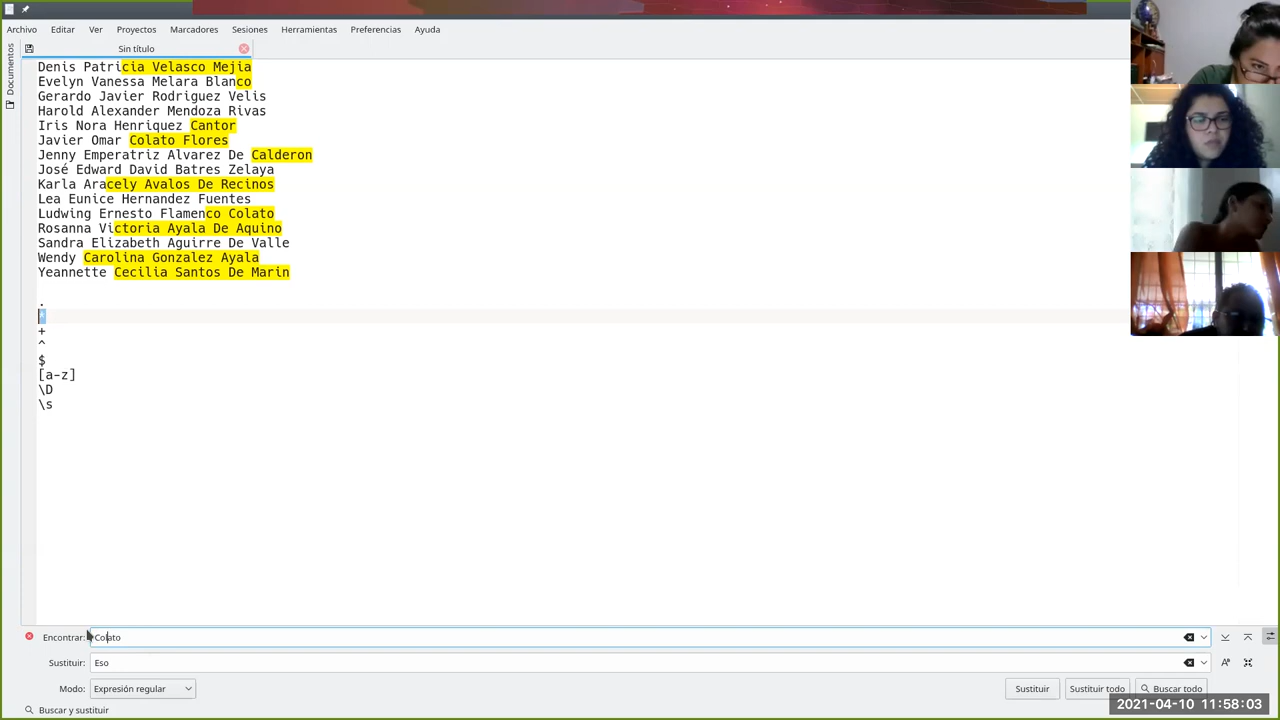 Archivo Editar Ver Proyectos Marcadores Sesiones Herramientas Preferencias Ayuda
Documentos
Sin título
Denis Patricia Velasco Mejia
Evelyn Vanessa Melara Blanco
Gerardo Javier Rodriguez Velis
Harold Alexander Mendoza Rivas
Iris Nora Henriquez Cantor
Javier Omar Colato Flores
Jenny Emperatriz Alvarez De Calderon
José Edward David Batres Zelaya
Karla Aracely Avalos De Recinos
Lea Eunice Hernandez Fuentes
Ludwing Ernesto Flamenco Colato
Rosanna Victoria Ayala De Aquino
Sandra Elizabeth Aguirre De Valle
Wendy Carolina Gonzalez Ayala
Yeannette Cecilia Santos De Marin
.
*
+
^
$
[a-z]
\D
\s
Encontrar: Colato
Sustituir: Eso
Modo: Expresión regular Sustituir Sustituir todo Buscar todo
Buscar y sustituir
2021-04-10 11:58:03